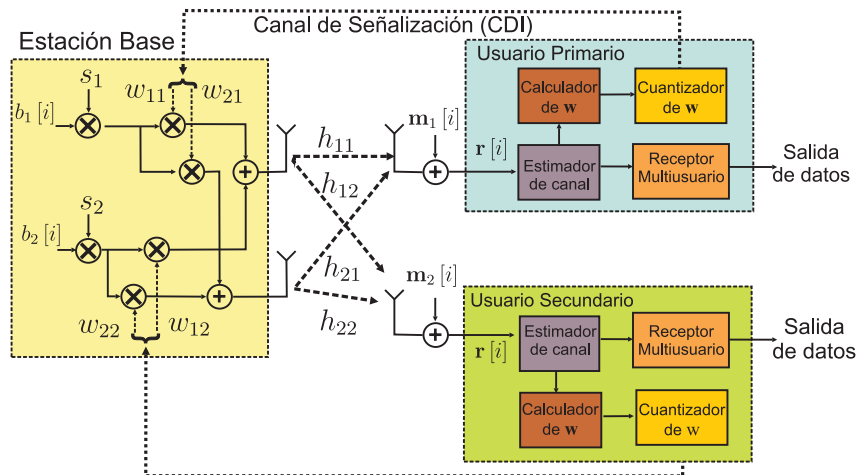 Canal de Señalización (CDI)
Estación Base
s₁
w₁₁ w₂₁
b₁ [i]
s₂
b₂ [i]
w₂₂ w₁₂
h₁₁
h₁₂
h₂₁
h₂₂
m₁ [i]
r [i]
Usuario Primario
Calculador
de w
Cuantizador
de w
Estimador
de canal
Receptor
Multiusuario
Salida
de datos
m₂ [i]
r [i]
Usuario Secundario
Estimador
de canal
Receptor
Multiusuario
Salida
de datos
Calculador
de w
Cuantizador
de w